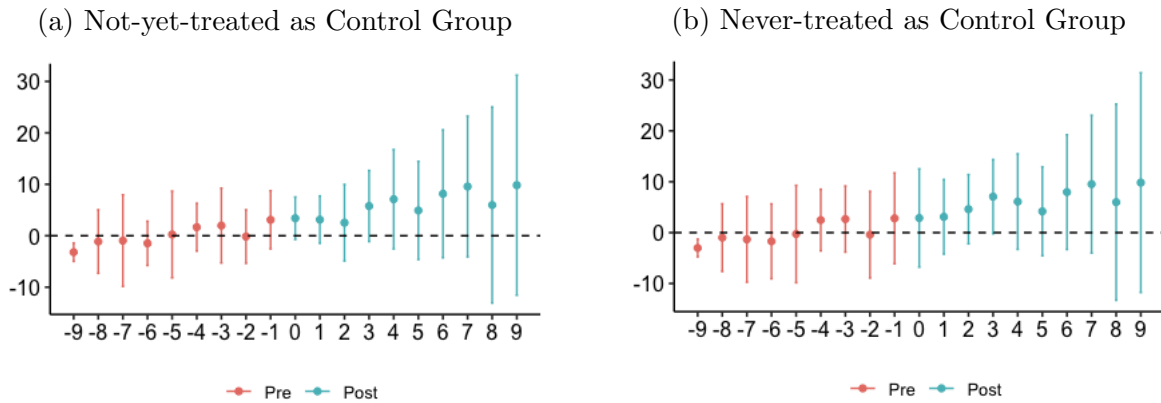 (a) Not-yet-treated as Control Group
30
20
10
0
-10
-9 -8 -7 -6 -5 -4 -3 -2 -1 0 1 2 3 4 5 6 7 8 9
Pre Post
(b) Never-treated as Control Group
30
20
10
0
-10
-9 -8 -7 -6 -5 -4 -3 -2 -1 0 1 2 3 4 5 6 7 8 9
Pre Post